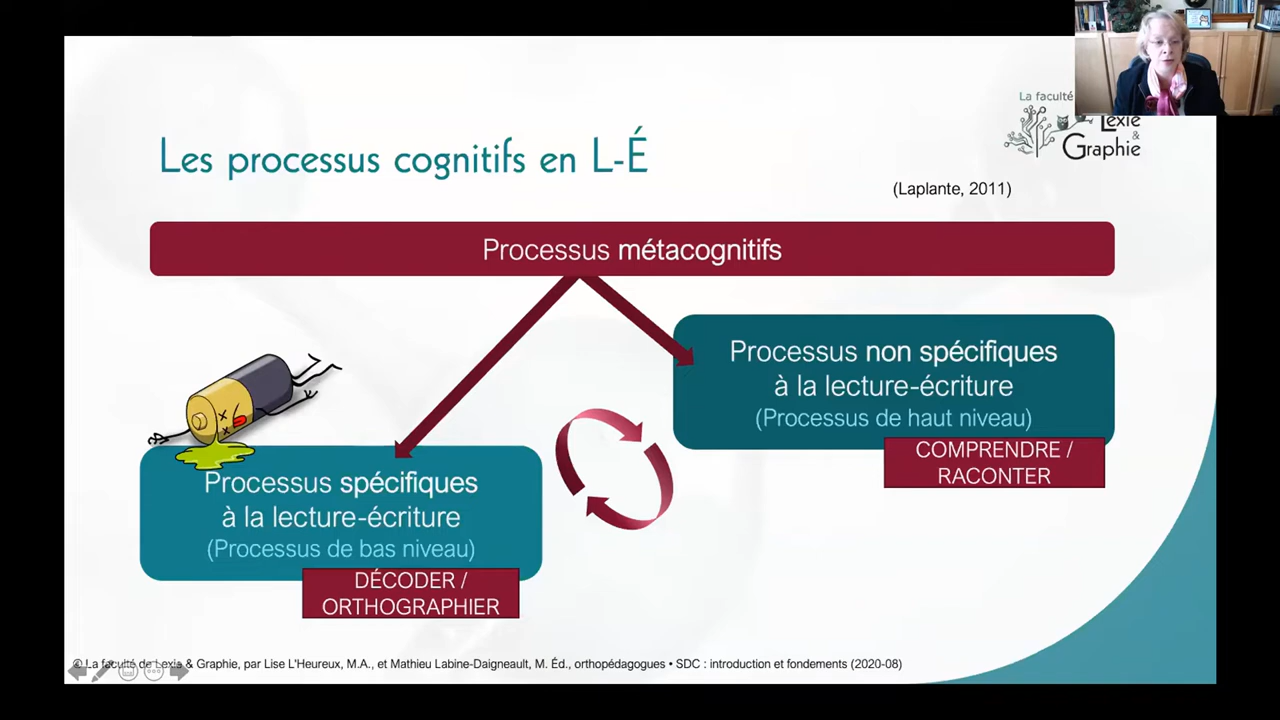 La faculté
Lexie
&
Graphie
Les processus cognitifs en L-É
(Laplante, 2011)
Processus métacognitifs
Processus non spécifiques
à la lecture-écriture
(Processus de haut niveau)
COMPRENDRE /
RACONTER
Processus spécifiques
à la lecture-écriture
(Processus de bas niveau)
DÉCODER /
ORTHOGRAPHIER
© La faculté de Lexie & Graphie, par Lise L'Heureux, M.A., et Mathieu Labine-Daigneault, M. Éd., orthopédagogues • SDC : introduction et fondements (2020-08)